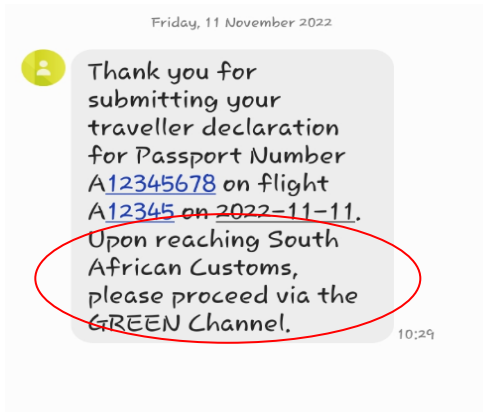 Friday, 11 November 2022
Thank you for
submitting your
traveller declaration
for Passport Number
A12345678 on flight
A12345 on 2022-11-11.
Upon reaching South
African Customs,
please proceed via the
GREEN Channel.
10:29